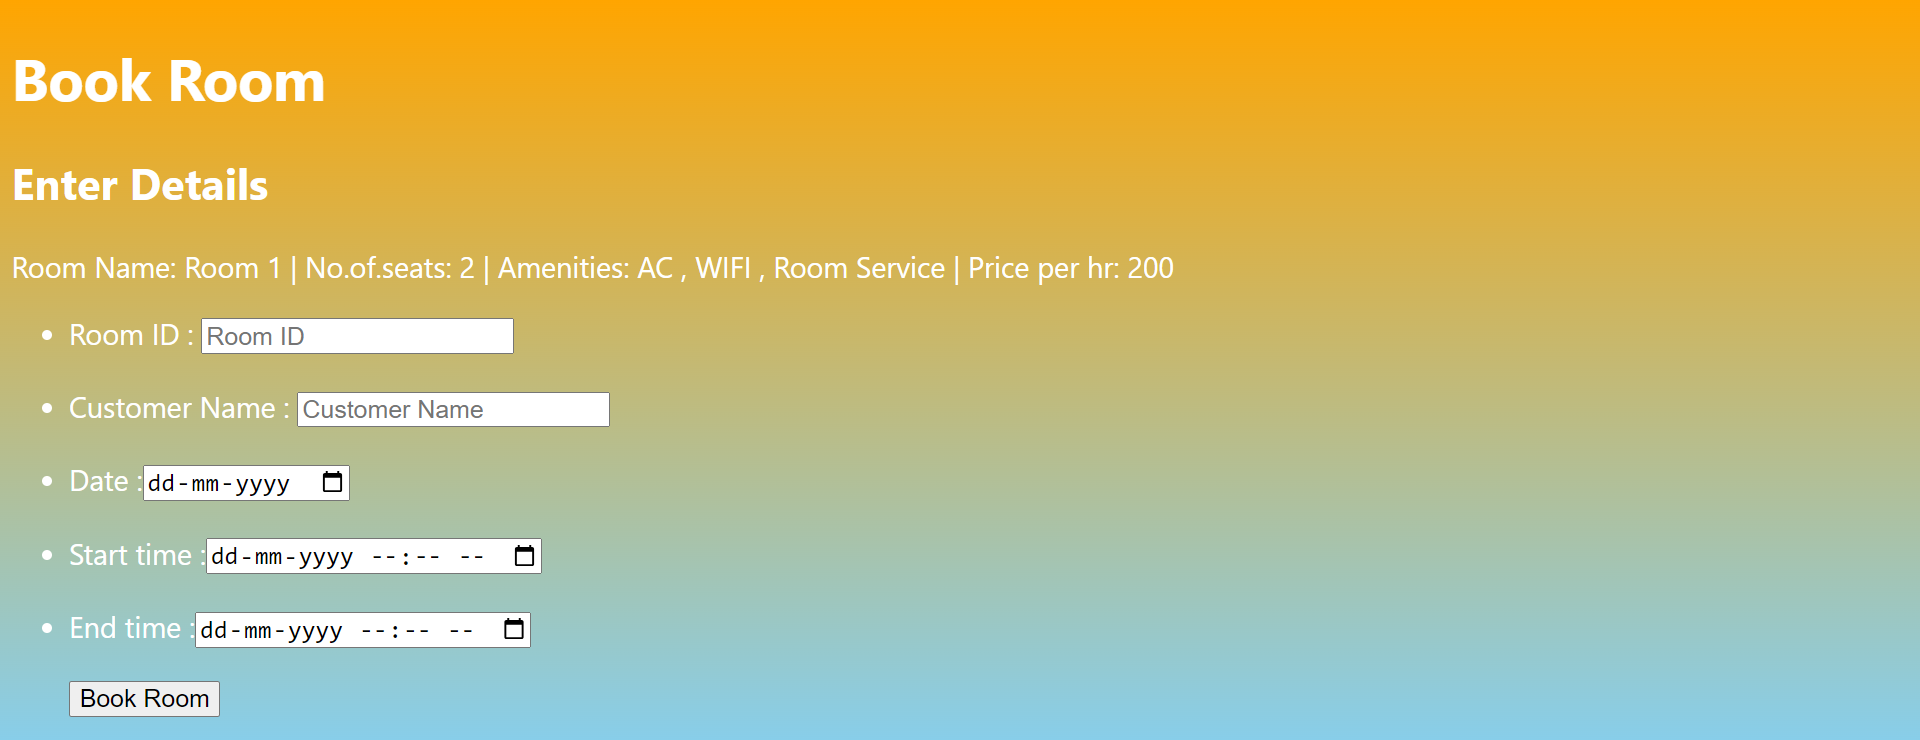 Book Room
Enter Details
Room Name: Room 1 | No.of.seats: 2 | Amenities: AC , WIFI , Room Service | Price per hr: 200
• Room ID : Room ID
• Customer Name : Customer Name
• Date :dd-mm-yyyy
• Start time :dd-mm-yyyy --:-- --
• End time :dd-mm-yyyy --:-- --
Book Room